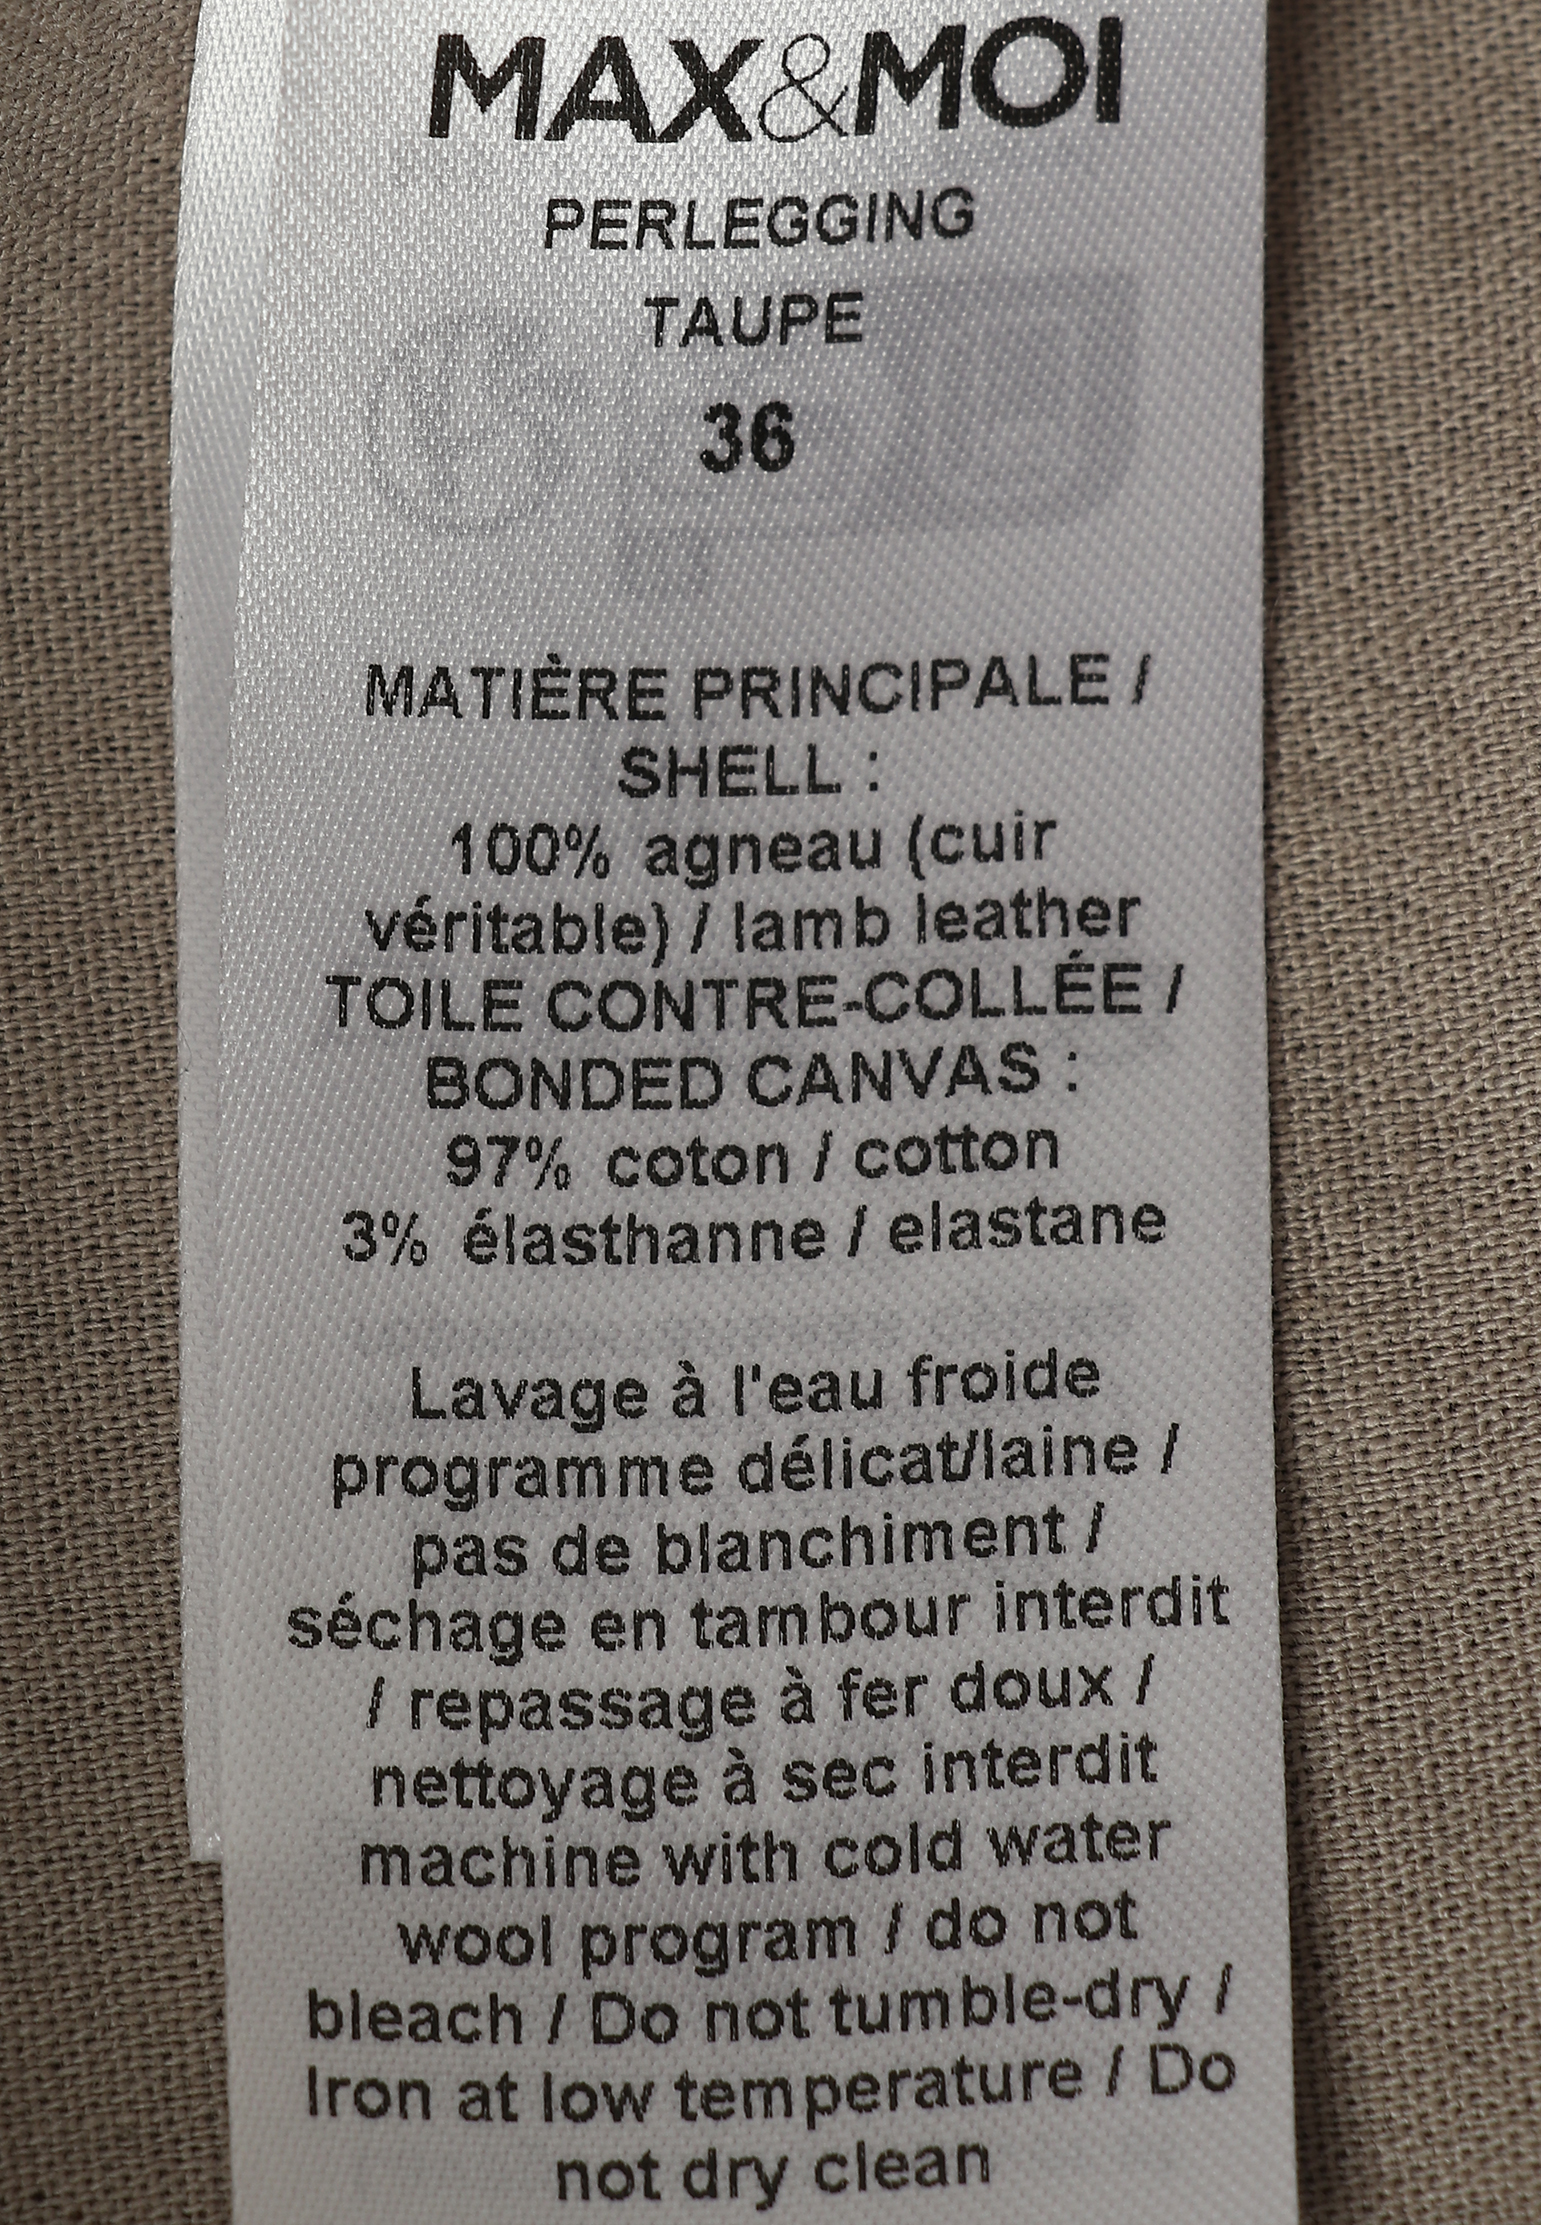 MAX&MOI
PERLEGGING
TAUPE
36
MATIÈRE PRINCIPALE /
SHELL :
100% agneau (cuir
véritable) / lamb leather
TOILE CONTRE-COLLÉE /
BONDED CANVAS :
97% coton / cotton
3% élasthanne / elastane
Lavage à l'eau froide
programme délicat/laine /
pas de blanchiment /
séchage en tambour interdit
/ repassage à fer doux /
nettoyage à sec interdit
machine with cold water
wool program / do not
bleach / Do not tumble-dry /
Iron at low temperature / Do
not dry clean